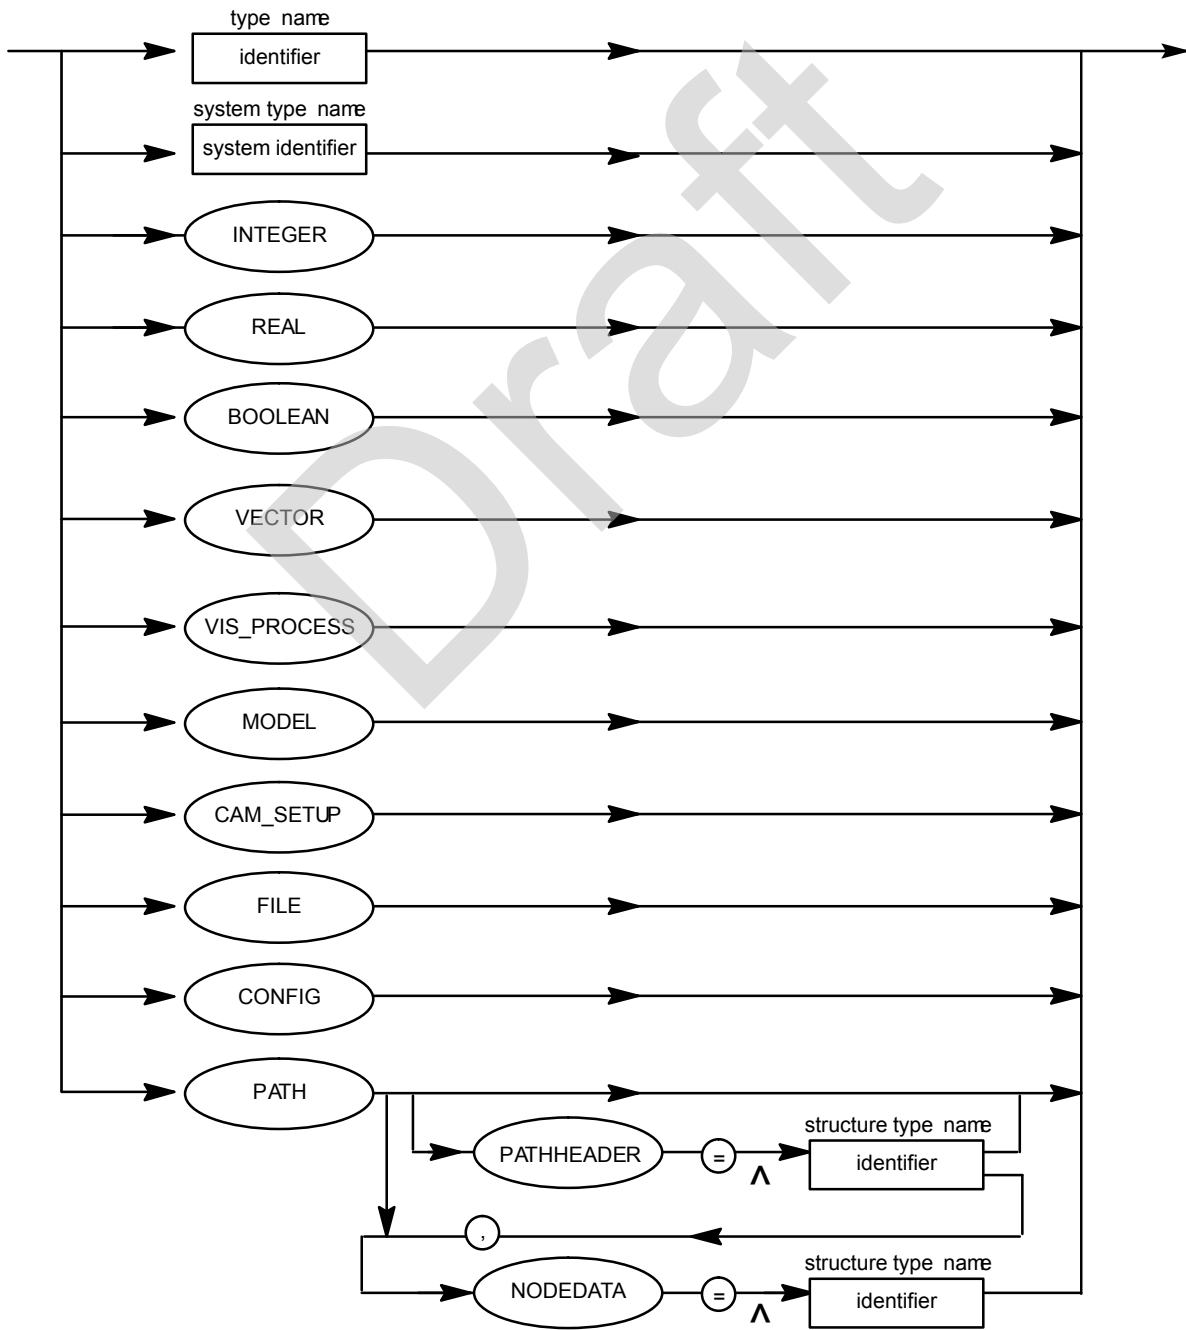 type name
identifier
system type name
system identifier
INTEGER
REAL
BOOLEAN
VECTOR
VIS_PROCESS
MODEL
CAM_SETUP
FILE
CONFIG
PATH
structure type name
PATHHEADER = ^ identifier
,
structure type name
NODEDATA = ^ identifier
Draft